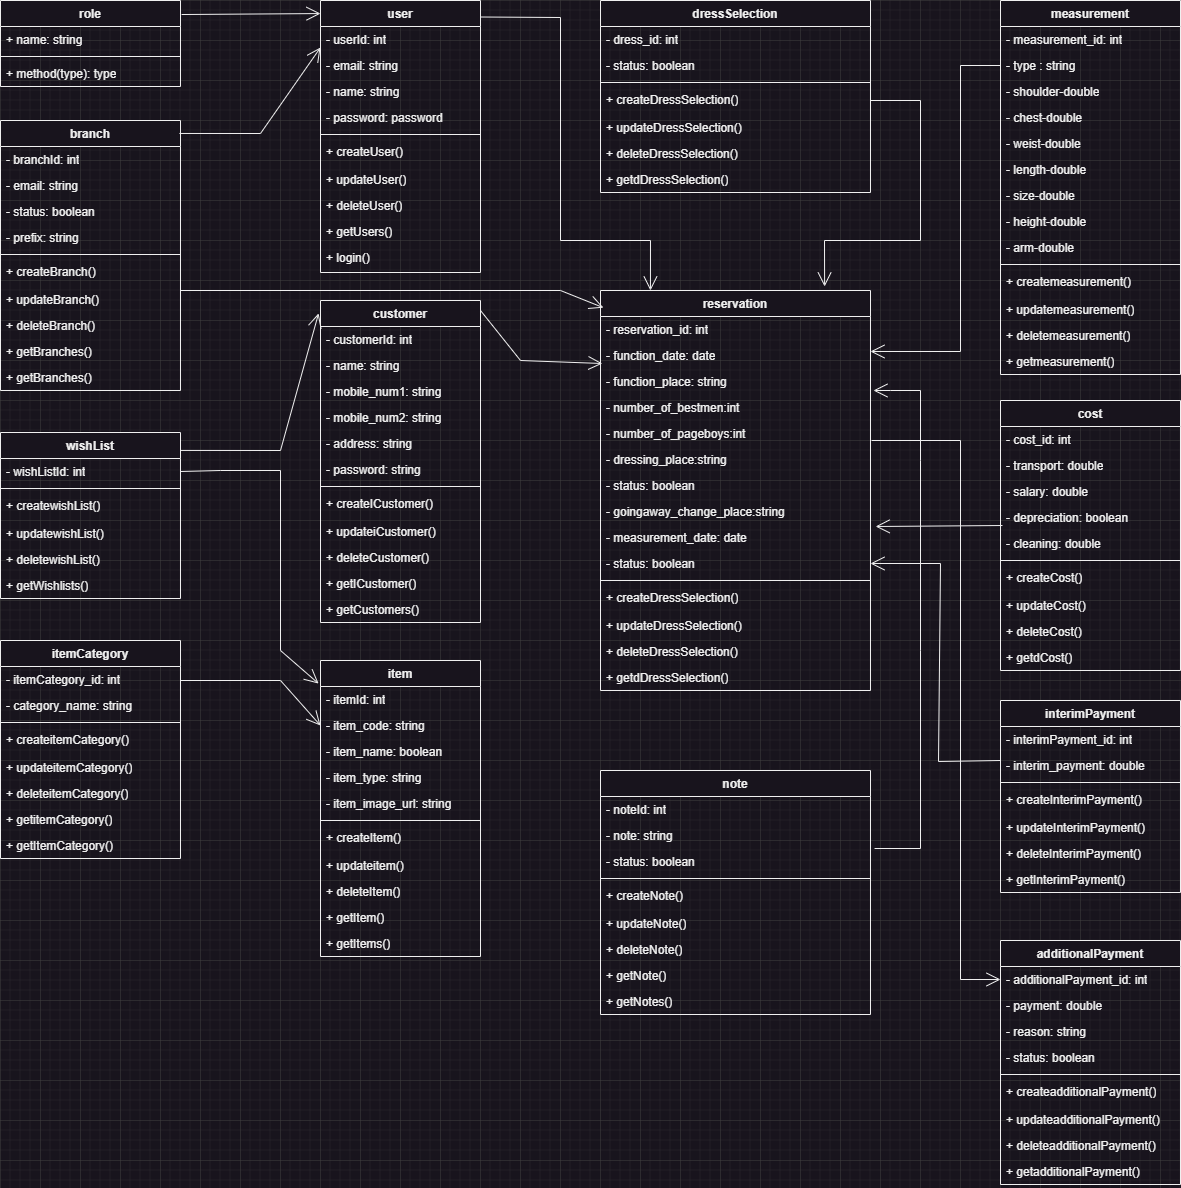 role
+ name: string
+ method(type): type
branch
- branchId: int
- email: string
- status: boolean
- prefix: string
+ createBranch()
+ updateBranch()
+ deleteBranch()
+ getBranches()
+ getBranches()
wishList
- wishListId: int
+ createwishList()
+ updatewishList()
+ deletewishList()
+ getWishlists()
itemCategory
- itemCategory_id: int
- category_name: string
+ createitemCategory()
+ updateitemCategory()
+ deleteitemCategory()
+ getitemCategory()
+ getItemCategory()
user
- userId: int
- email: string
- name: string
- password: password
+ createUser()
+ updateUser()
+ deleteUser()
+ getUsers()
+ login()
customer
- customerId: int
- name: string
- mobile_num1: string
- mobile_num2: string
- address: string
- password: string
+ createICustomer()
+ updateiCustomer()
+ deleteCustomer()
+ getICustomer()
+ getCustomers()
item
- itemId: int
- item_code: string
- item_name: boolean
- item_type: string
- item_image_url: string
+ createItem()
+ updateitem()
+ deleteItem()
+ getItem()
+ getItems()
dressSelection
- dress_id: int
- status: boolean
+ createDressSelection()
+ updateDressSelection()
+ deleteDressSelection()
+ getdDressSelection()
reservation
- reservation_id: int
- function_date: date
- function_place: string
- number_of_bestmen:int
- number_of_pageboys:int
- dressing_place:string
- status: boolean
- goingaway_change_place:string
- measurement_date: date
- status: boolean
+ createDressSelection()
+ updateDressSelection()
+ deleteDressSelection()
+ getdDressSelection()
note
- noteId: int
- note: string
- status: boolean
+ createNote()
+ updateNote()
+ deleteNote()
+ getNote()
+ getNotes()
measurement
- measurement_id: int
- type : string
- shoulder-double
- chest-double
- weist-double
- length-double
- size-double
- height-double
- arm-double
+ createmeasurement()
+ updatemeasurement()
+ deletemeasurement()
+ getmeasurement()
cost
- cost_id: int
- transport: double
- salary: double
- depreciation: boolean
- cleaning: double
+ createCost()
+ updateCost()
+ deleteCost()
+ getdCost()
interimPayment
- interimPayment_id: int
- interim_payment: double
+ createInterimPayment()
+ updateInterimPayment()
+ deleteInterimPayment()
+ getInterimPayment()
additionalPayment
- additionalPayment_id: int
- payment: double
- reason: string
- status: boolean
+ createadditionalPayment()
+ updateadditionalPayment()
+ deleteadditionalPayment()
+ getadditionalPayment()